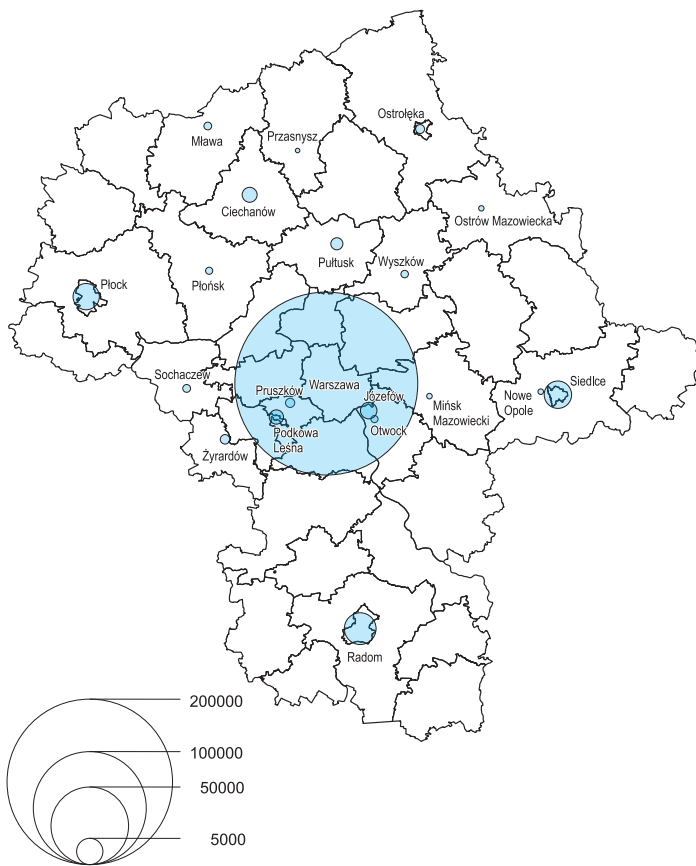 Ostrołęka
Mława
Przasnysz
Ciechanów
Ostrów Mazowiecka
Pułtusk
Wyszków
Płock
Płońsk
Sochaczew
Pruszków
Warszawa
Józefów
Mińsk
Mazowiecki
Nowe
Opole
Siedlce
Podkowa
Leśna
Otwock
Żyrardów
Radom
200000
100000
50000
5000